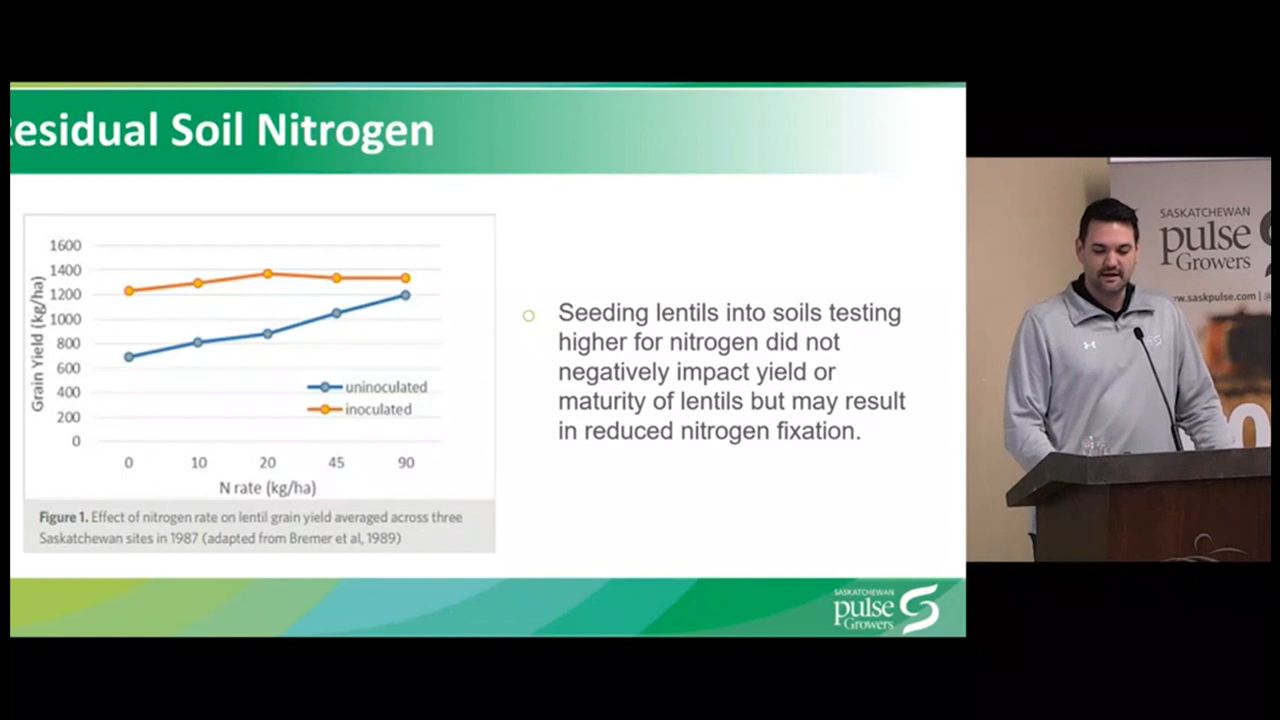 esidual Soil Nitrogen
1600
1400
1200
1000
800
600
400
200
0
Grain Yield (kg/ha)
uninoculated
inoculated
0 10 20 45 90
N rate (kg/ha)
Figure 1. Effect of nitrogen rate on lentil grain yield averaged across three
Saskatchewan sites in 1987 (adapted from Bremer et al, 1989)
Seeding lentils into soils testing
higher for nitrogen did not
negatively impact yield or
maturity of lentils but may result
in reduced nitrogen fixation.
SASKATCHEWAN
pulse
Growers
SASKATCHEWAN
pulse
Growers
www.saskpulse.com | @
0